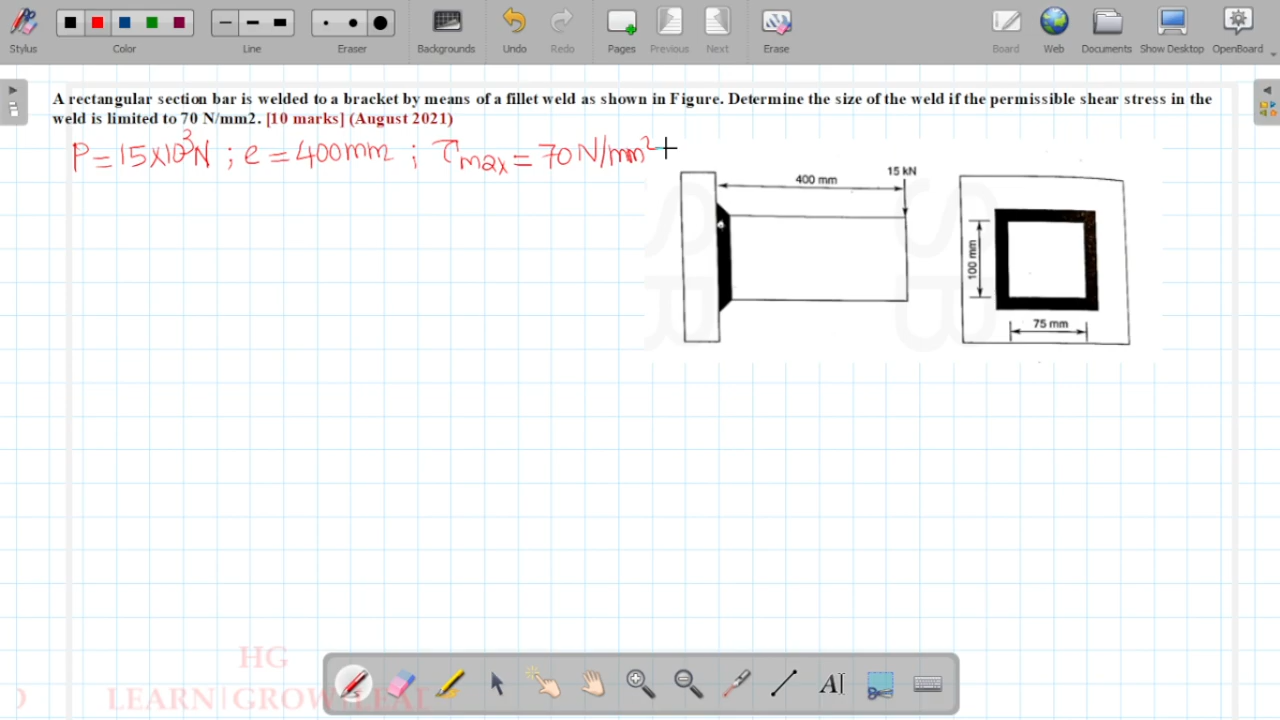 Stylus Color Line Eraser Backgrounds Undo Redo Pages Previous Next Erase Board Web Documents Show Desktop OpenBoard
A rectangular section bar is welded to a bracket by means of a fillet weld as shown in Figure. Determine the size of the weld if the permissible shear stress in the
weld is limited to 70 N/mm2. [10 marks] (August 2021)
P = 15x10³N ; e = 400mm ; τmax = 70 N/mm²
400 mm
15 kN
100 mm
75 mm
HG
LEARN|GROW|LEAD
AI